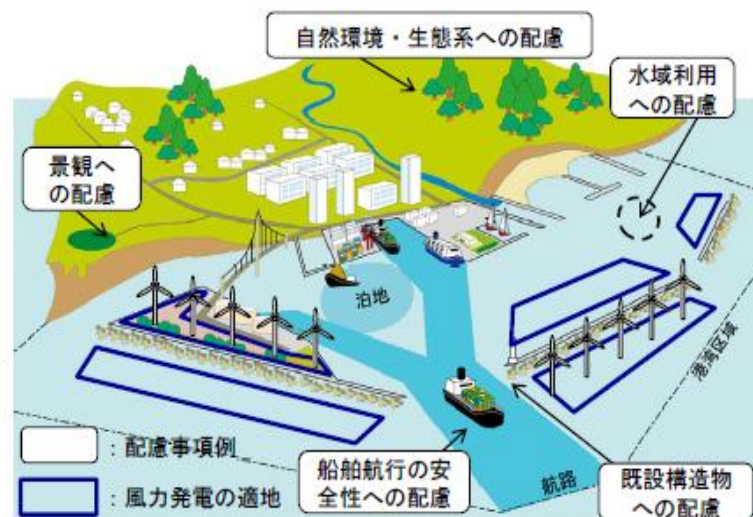 自然環境・生態系への配慮
水域利用
への配慮
景観へ
の配慮
泊地
港湾区域
：配慮事項例
：風力発電の適地
船舶航行の安
全性への配慮
航路
既設構造物
への配慮